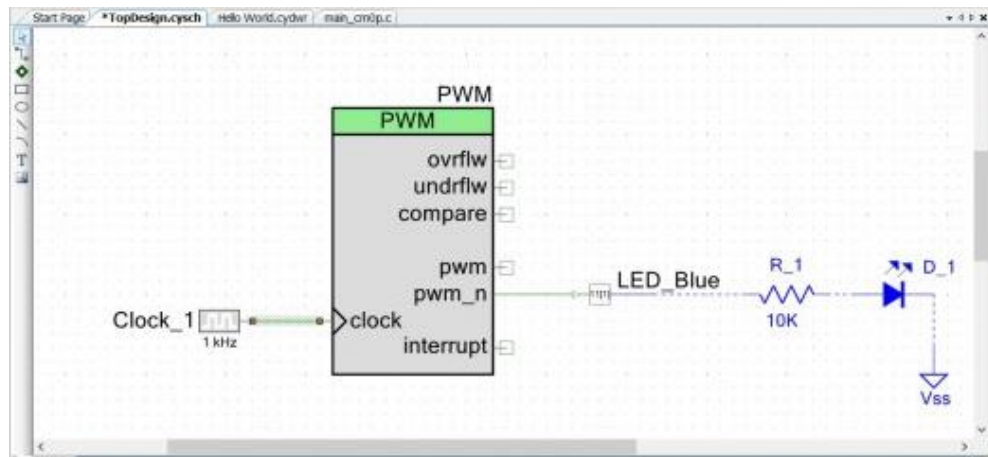 Start Page
*TopDesign.cysch
Hello World.cydwr
main_cm0p.c
PWM
PWM
ovrflw
undrflw
compare
pwm
pwm_n
Clock_1
1 kHz
clock
interrupt
LED_Blue
R_1
10K
D_1
Vss
T